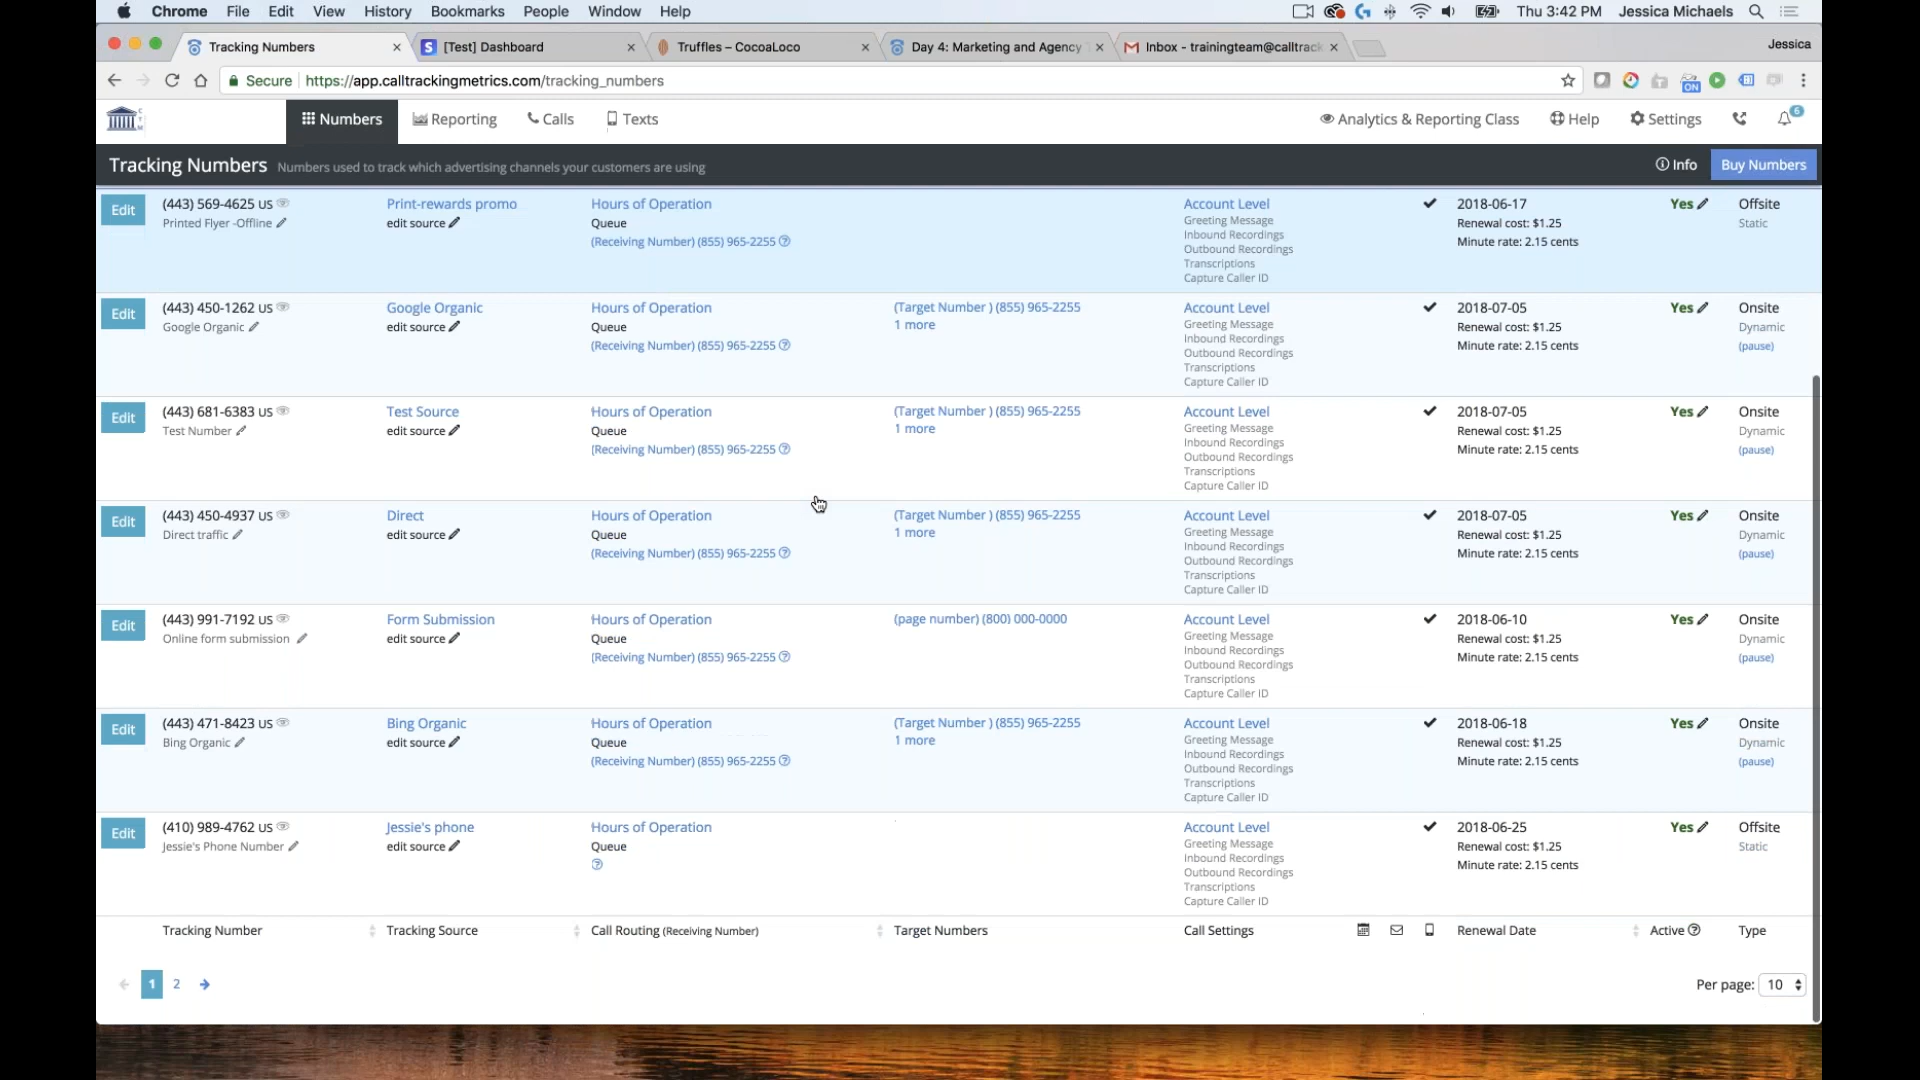 Chrome File Edit View History Bookmarks People Window Help Thu 3:42 PM Jessica Michaels
Tracking Numbers [Test] Dashboard Truffles – CocoaLoco Day 4: Marketing and Agency Inbox - trainingteam@calltrack Jessica
Secure https://app.calltrackingmetrics.com/tracking_numbers ON
CTM Numbers Reporting Calls Texts Analytics & Reporting Class Help Settings 6
Tracking Numbers Numbers used to track which advertising channels your customers are using Info Buy Numbers
Edit (443) 569-4625 US Print-rewards promo Hours of Operation Account Level 2018-06-17 Yes Offsite
Printed Flyer -Offline edit source Queue Greeting Message Renewal cost: $1.25 Static
(Receiving Number) (855) 965-2255 Inbound Recordings Minute rate: 2.15 cents
Outbound Recordings
Transcriptions
Capture Caller ID
Edit (443) 450-1262 US Google Organic Hours of Operation (Target Number ) (855) 965-2255 Account Level 2018-07-05 Yes Onsite
Google Organic edit source Queue 1 more Greeting Message Renewal cost: $1.25 Dynamic
(Receiving Number) (855) 965-2255 Inbound Recordings Minute rate: 2.15 cents (pause)
Outbound Recordings
Transcriptions
Capture Caller ID
Edit (443) 681-6383 US Test Source Hours of Operation (Target Number ) (855) 965-2255 Account Level 2018-07-05 Yes Onsite
Test Number edit source Queue 1 more Greeting Message Renewal cost: $1.25 Dynamic
(Receiving Number) (855) 965-2255 Inbound Recordings Minute rate: 2.15 cents (pause)
Outbound Recordings
Transcriptions
Capture Caller ID
Edit (443) 450-4937 US Direct Hours of Operation (Target Number ) (855) 965-2255 Account Level 2018-07-05 Yes Onsite
Direct traffic edit source Queue 1 more Greeting Message Renewal cost: $1.25 Dynamic
(Receiving Number) (855) 965-2255 Inbound Recordings Minute rate: 2.15 cents (pause)
Outbound Recordings
Transcriptions
Capture Caller ID
Edit (443) 991-7192 US Form Submission Hours of Operation (page number) (800) 000-0000 Account Level 2018-06-10 Yes Onsite
Online form submission edit source Queue Greeting Message Renewal cost: $1.25 Dynamic
(Receiving Number) (855) 965-2255 Inbound Recordings Minute rate: 2.15 cents (pause)
Outbound Recordings
Transcriptions
Capture Caller ID
Edit (443) 471-8423 US Bing Organic Hours of Operation (Target Number ) (855) 965-2255 Account Level 2018-06-18 Yes Onsite
Bing Organic edit source Queue 1 more Greeting Message Renewal cost: $1.25 Dynamic
(Receiving Number) (855) 965-2255 Inbound Recordings Minute rate: 2.15 cents (pause)
Outbound Recordings
Transcriptions
Capture Caller ID
Edit (410) 989-4762 US Jessie's phone Hours of Operation Account Level 2018-06-25 Yes Offsite
Jessie's Phone Number edit source Queue Greeting Message Renewal cost: $1.25 Static
Inbound Recordings Minute rate: 2.15 cents
Outbound Recordings
Transcriptions
Capture Caller ID
Tracking Number Tracking Source Call Routing (Receiving Number) Target Numbers Call Settings Renewal Date Active Type
1 2 Per page: 10